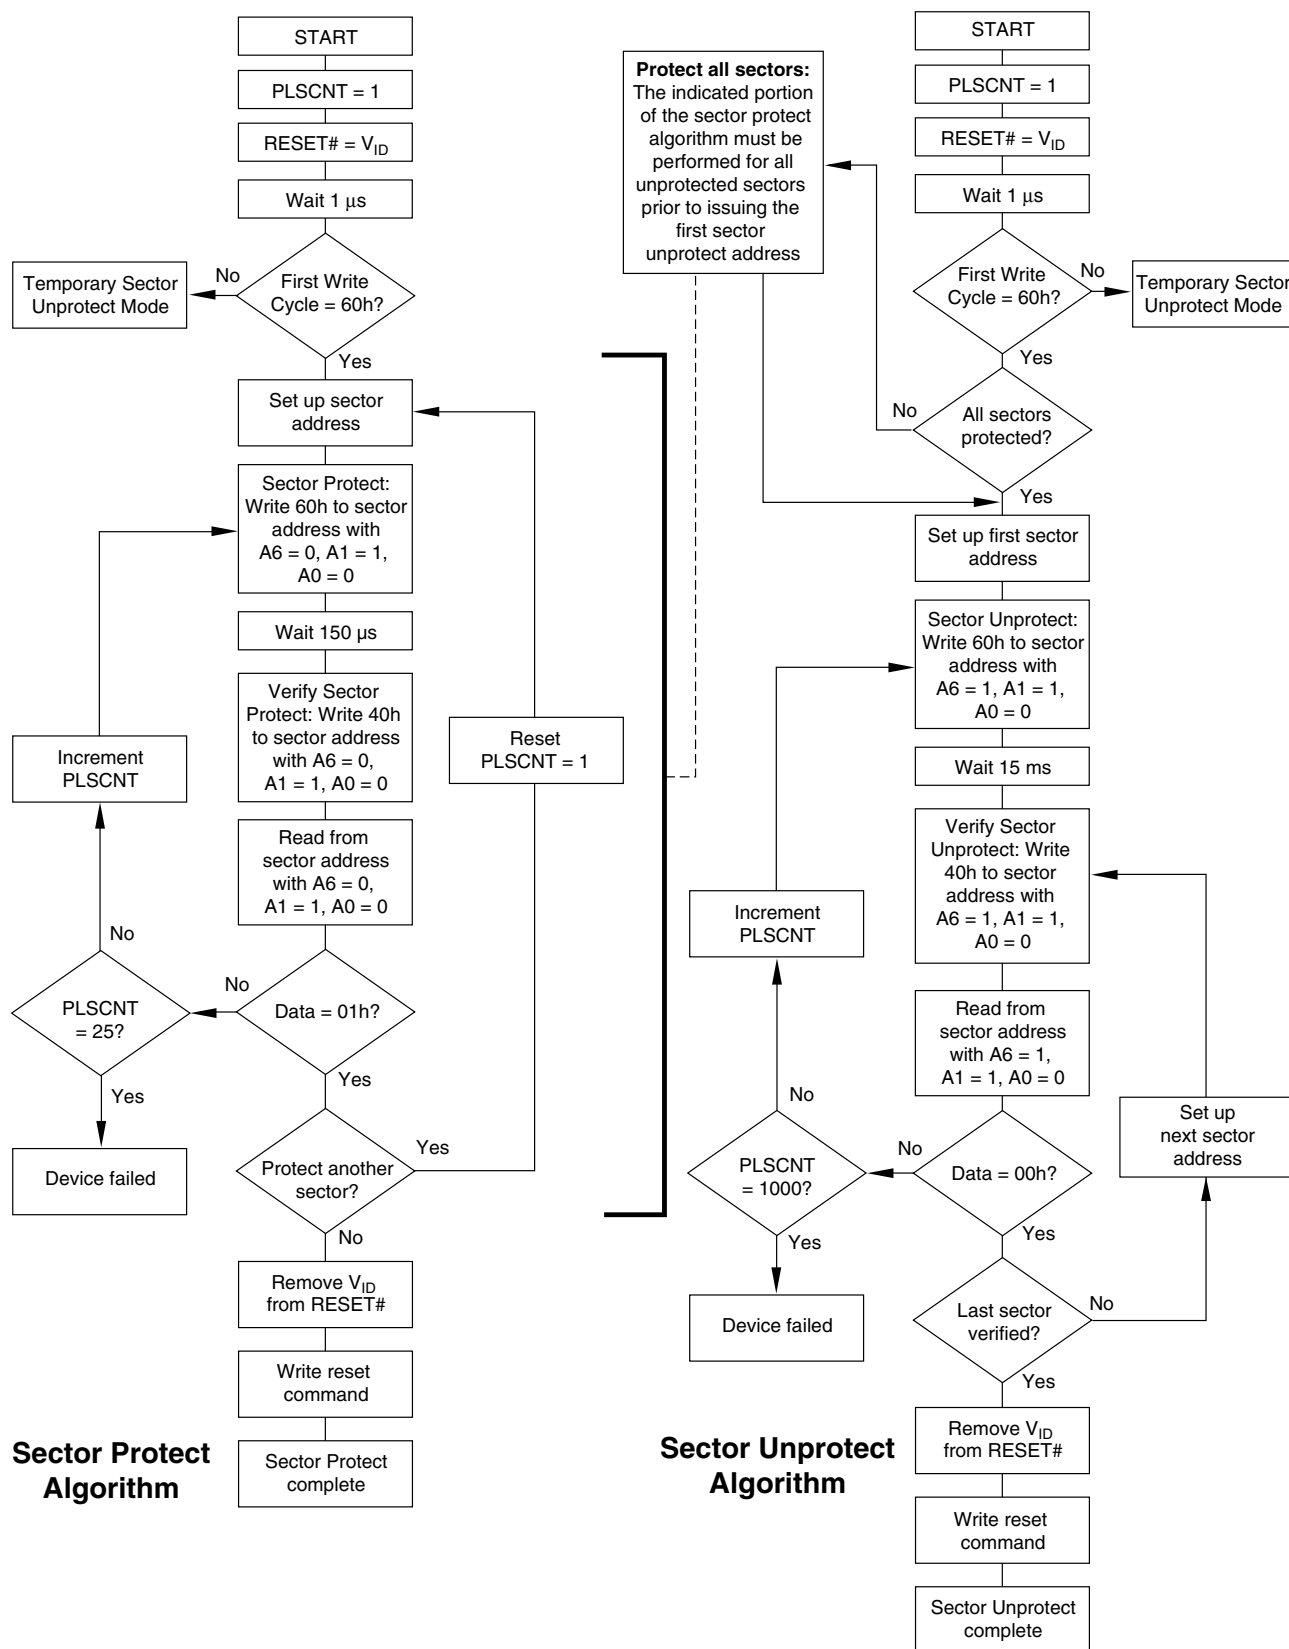 START
PLSCNT = 1
RESET# = VID
Wait 1 μs
First Write
Cycle = 60h?
No
Temporary Sector
Unprotect Mode
Yes
Set up sector
address
Sector Protect:
Write 60h to sector
address with
A6 = 0, A1 = 1,
A0 = 0
Wait 150 µs
Verify Sector
Protect: Write 40h
to sector address
with A6 = 0,
A1 = 1, A0 = 0
Read from
sector address
with A6 = 0,
A1 = 1, A0 = 0
Data = 01h?
No
PLSCNT
= 25?
No
Increment
PLSCNT
Yes
Device failed
Yes
Protect another
sector?
Yes
Reset
PLSCNT = 1
No
Remove VID
from RESET#
Write reset
command
Sector Protect
complete
Sector Protect
Algorithm
Protect all sectors:
The indicated portion
of the sector protect
algorithm must be
performed for all
unprotected sectors
prior to issuing the
first sector
unprotect address
START
PLSCNT = 1
RESET# = VID
Wait 1 μs
First Write
Cycle = 60h?
No
Temporary Sector
Unprotect Mode
Yes
All sectors
protected?
No
Yes
Set up first sector
address
Sector Unprotect:
Write 60h to sector
address with
A6 = 1, A1 = 1,
A0 = 0
Wait 15 ms
Verify Sector
Unprotect: Write
40h to sector
address with
A6 = 1, A1 = 1,
A0 = 0
Read from
sector address
with A6 = 1,
A1 = 1, A0 = 0
Data = 00h?
No
PLSCNT
= 1000?
No
Increment
PLSCNT
Yes
Device failed
Yes
Last sector
verified?
No
Set up
next sector
address
Yes
Remove VID
from RESET#
Write reset
command
Sector Unprotect
complete
Sector Unprotect
Algorithm